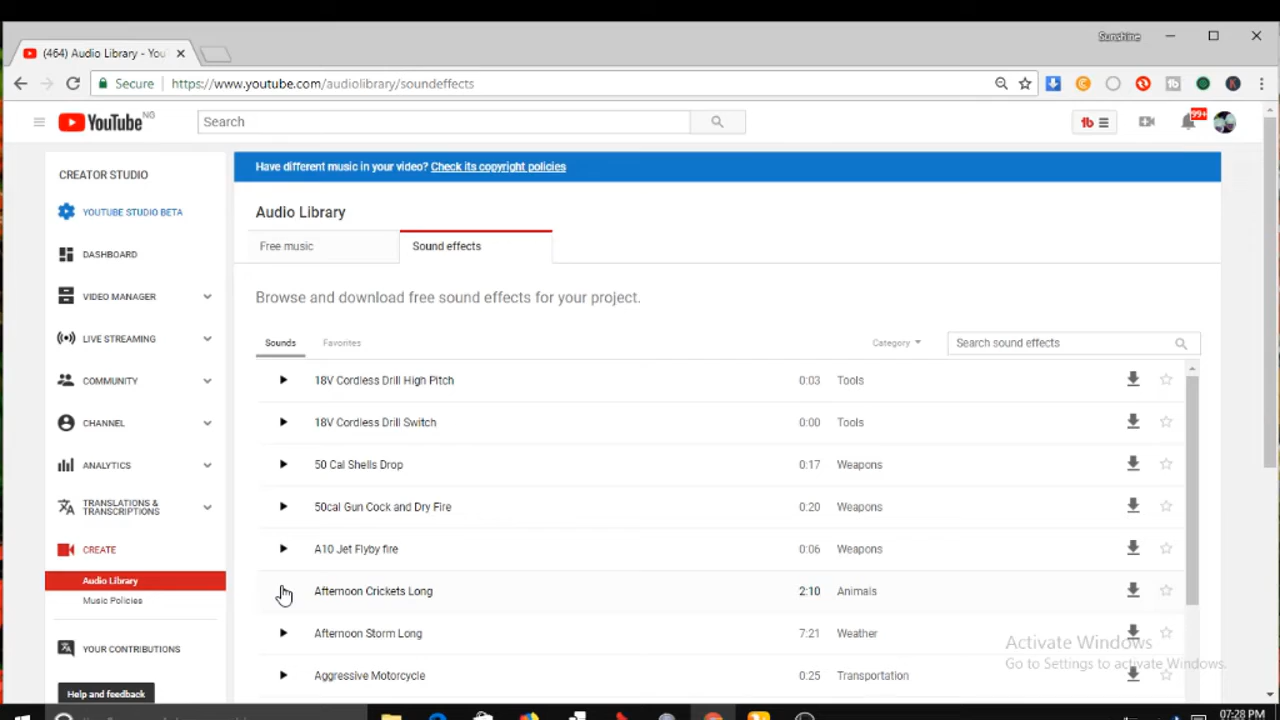 Sunshine
(464) Audio Library - You
Secure
https://www.youtube.com/audiolibrary/soundeffects
YouTube NG
Search
99+
CREATOR STUDIO
YOUTUBE STUDIO BETA
DASHBOARD
VIDEO MANAGER
LIVE STREAMING
COMMUNITY
CHANNEL
ANALYTICS
TRANSLATIONS &
TRANSCRIPTIONS
CREATE
Audio Library
Music Policies
YOUR CONTRIBUTIONS
Help and feedback
Have different music in your video? Check its copyright policies
Audio Library
Free music
Sound effects
Browse and download free sound effects for your project.
Sounds
Favorites
Category
Search sound effects
18V Cordless Drill High Pitch 0:03 Tools
18V Cordless Drill Switch 0:00 Tools
50 Cal Shells Drop 0:17 Weapons
50cal Gun Cock and Dry Fire 0:20 Weapons
A10 Jet Flyby fire 0:06 Weapons
Afternoon Crickets Long 2:10 Animals
Afternoon Storm Long 7:21 Weather
Aggressive Motorcycle 0:25 Transportation
Activate Windows
Go to Settings to activate Windows.
07:28 PM